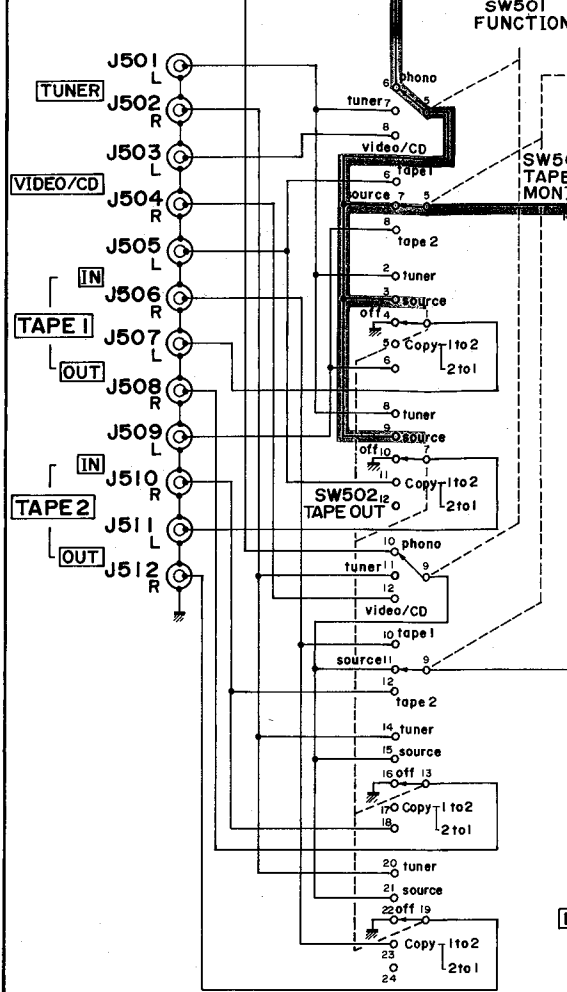 SW501
FUNCTION
J501
L
TUNER
J502
R
J503
L
VIDEO/CD
J504
R
J505
L
IN
J506
R
TAPE 1
J507
L
OUT
J508
R
J509
L
IN
J510
R
TAPE 2
J511
L
OUT
J512
R
6 phono
tuner 7
5
8
video/CD
6 tape 1
source 7 5
8
tape 2
TAPE
2 tuner
3 source
off 4 1
5 Copy 1 to 2
6 2 to 1
8 tuner
9 source
off 10 7
11 Copy 1 to 2
12 2 to 1
SW502
TAPE OUT
10 phono
tuner 11 9
12
video/CD
10 tape 1
source 11 9
12
tape 2
14 tuner
15 source
16 off 13
17 Copy 1 to 2
18 2 to 1
20 tuner
21 source
22 off 19
23 Copy 1 to 2
24 2 to 1